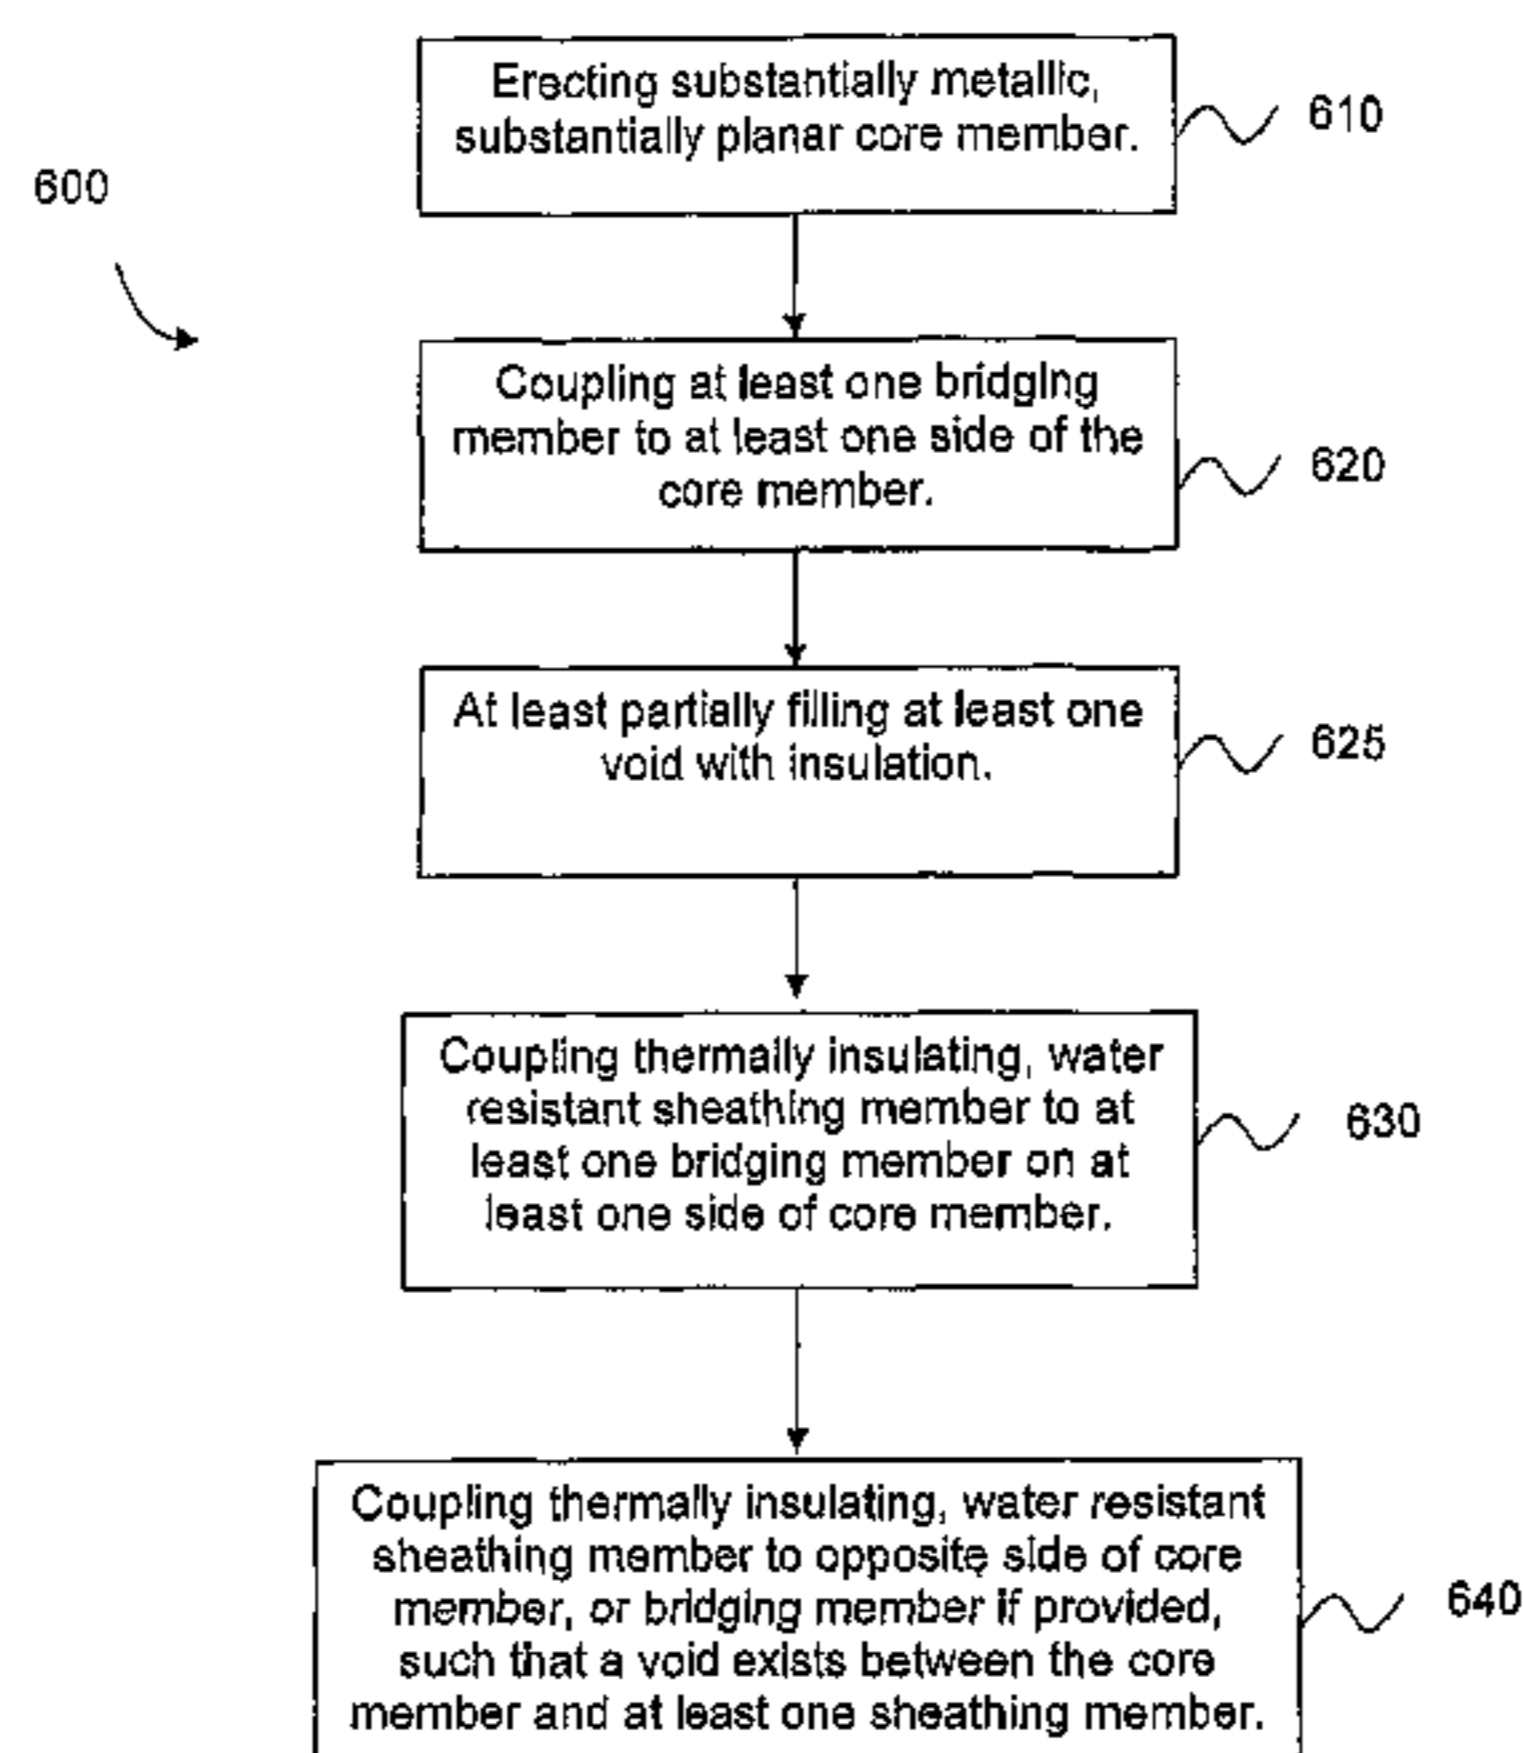 Erecting substantially metallic,
substantially planar core member.
610
600
Coupling at least one bridging
member to at least one side of the
core member.
620
At least partially filling at least one
void with insulation.
625
Coupling thermally insulating, water
resistant sheathing member to at
least one bridging member on at
least one side of core member.
630
Coupling thermally insulating, water resistant
sheathing member to opposite side of core
member, or bridging member if provided,
such that a void exists between the core
member and at least one sheathing member.
640